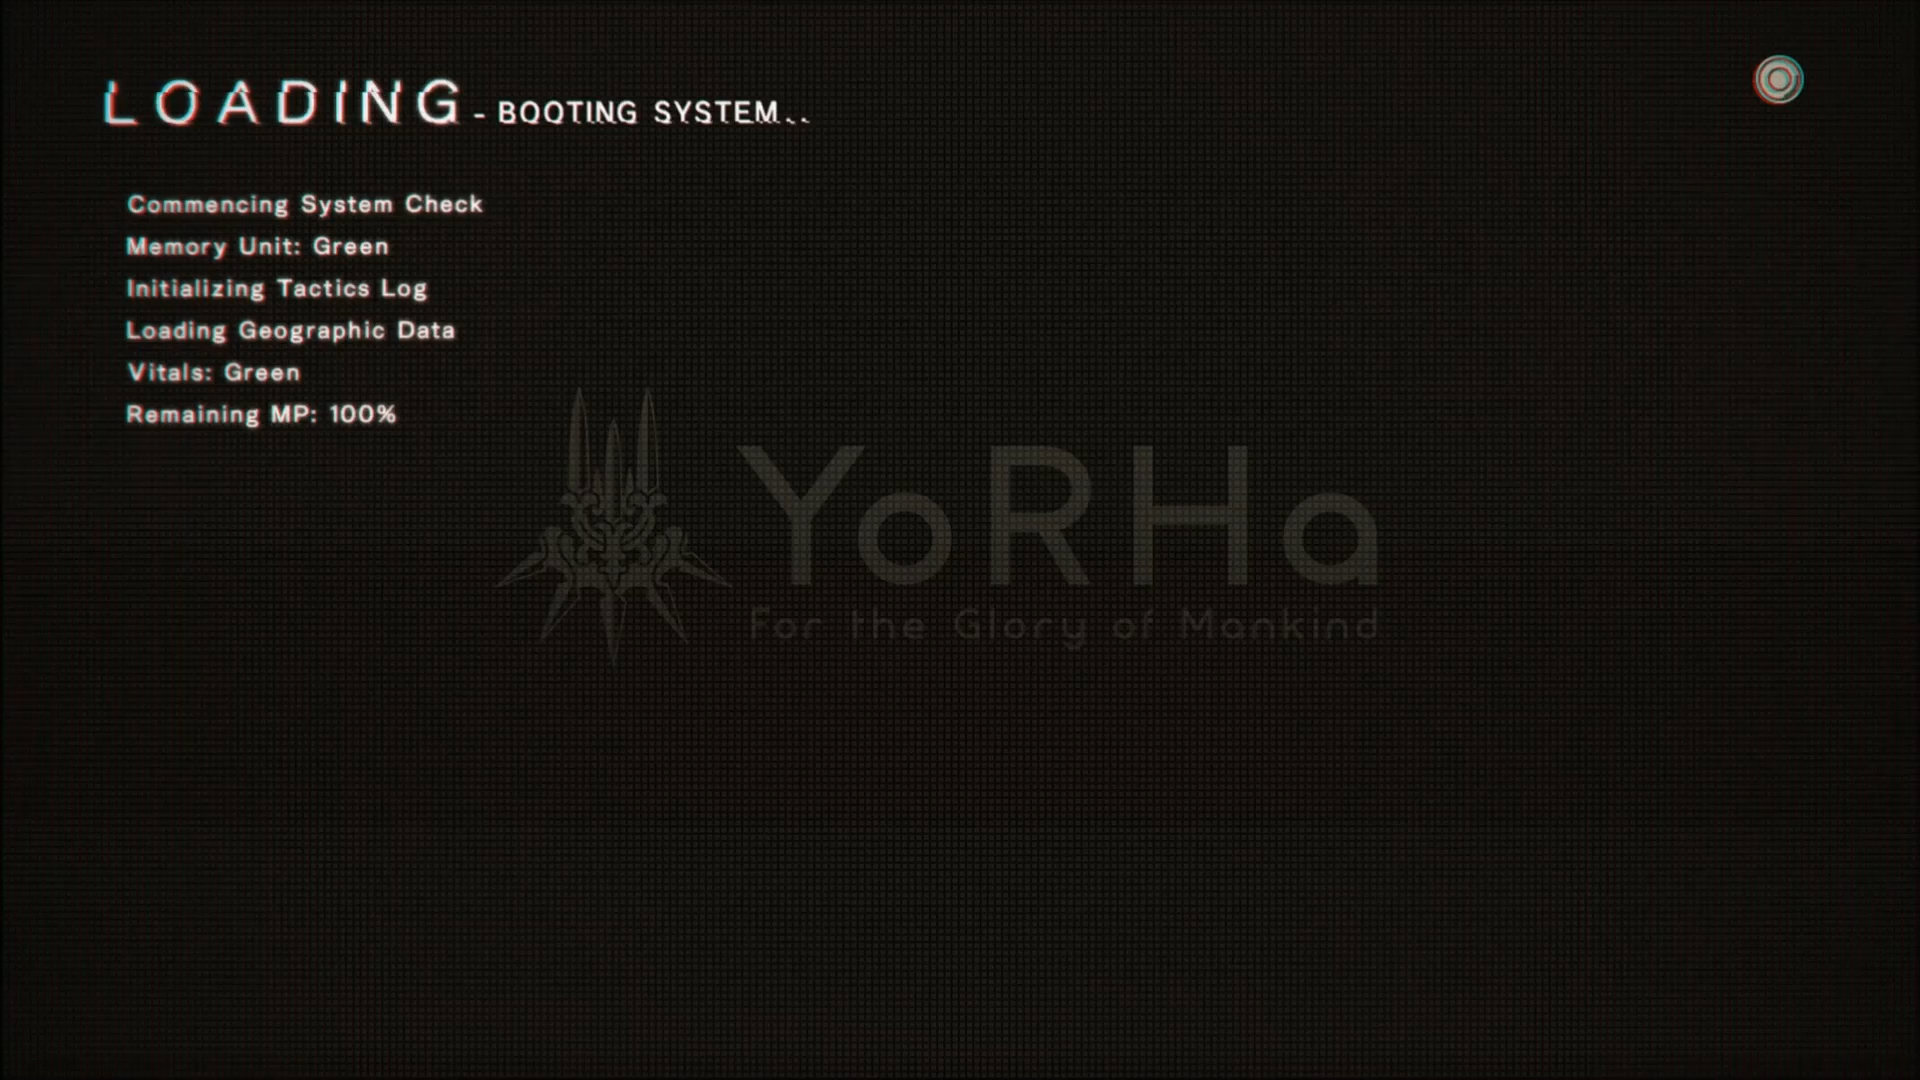 LOADING - BOOTING SYSTEM..
Commencing System Check
Memory Unit: Green
Initializing Tactics Log
Loading Geographic Data
Vitals: Green
Remaining MP: 100%
YoRHa
For the Glory of Mankind